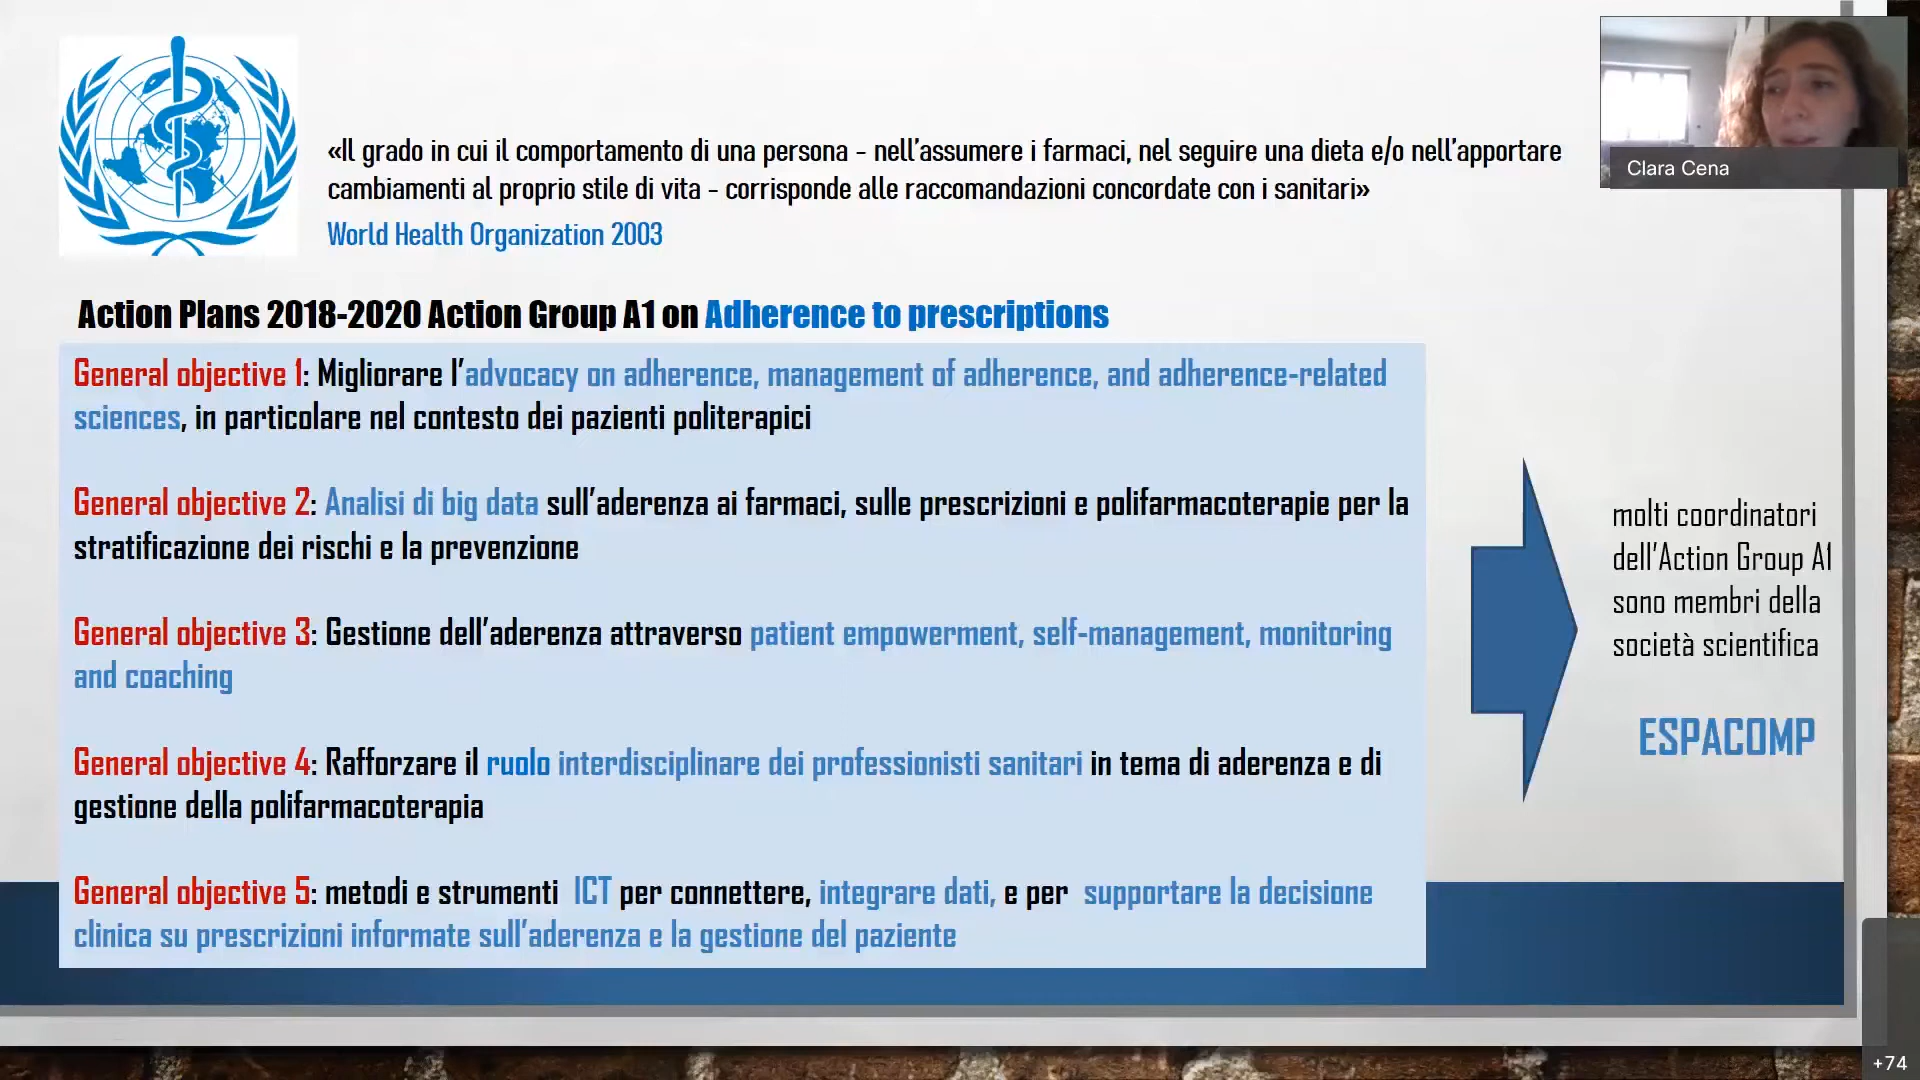 «Il grado in cui il comportamento di una persona - nell'assumere i farmaci, nel seguire una dieta e/o nell'apportare
cambiamenti al proprio stile di vita - corrisponde alle raccomandazioni concordate con i sanitari»
World Health Organization 2003
Clara Cena
Action Plans 2018-2020 Action Group A1 on Adherence to prescriptions
General objective 1: Migliorare l'advocacy on adherence, management of adherence, and adherence-related
sciences, in particolare nel contesto dei pazienti politerapici
General objective 2: Analisi di big data sull'aderenza ai farmaci, sulle prescrizioni e polifarmacoterapie per la
stratificazione dei rischi e la prevenzione
General objective 3: Gestione dell'aderenza attraverso patient empowerment, self-management, monitoring
and coaching
General objective 4: Rafforzare il ruolo interdisciplinare dei professionisti sanitari in tema di aderenza e di
gestione della polifarmacoterapia
General objective 5: metodi e strumenti ICT per connettere, integrare dati, e per supportare la decisione
clinica su prescrizioni informate sull'aderenza e la gestione del paziente
molti coordinatori
dell'Action Group A1
sono membri della
società scientifica
ESPACOMP
+74